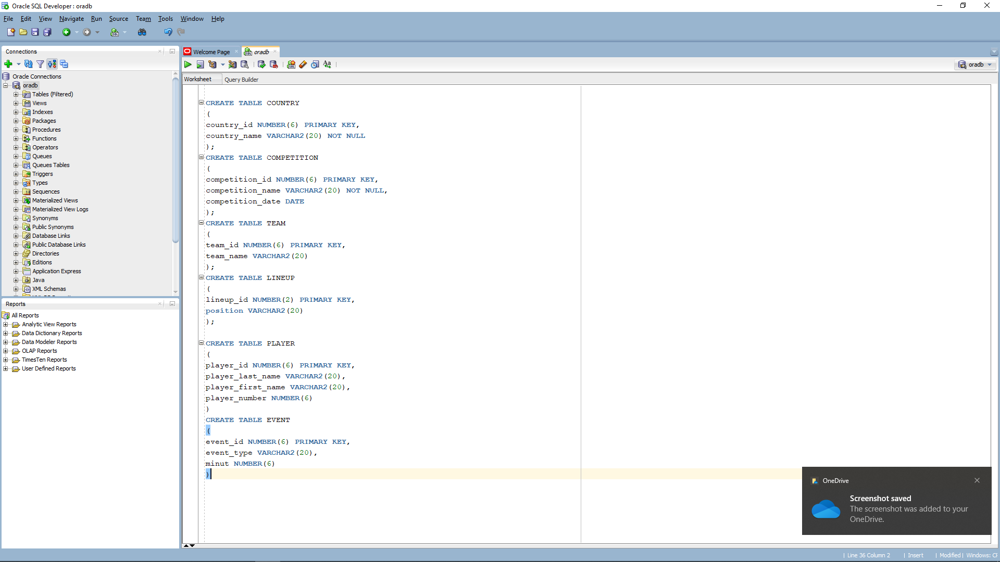 Oracle SQL Developer : oradb
File Edit View Navigate Run Source Team Tools Window Help
Connections
Oracle Connections
oradb
Tables (Filtered)
Views
Indexes
Packages
Procedures
Functions
Operators
Queues
Queues Tables
Triggers
Types
Sequences
Materialized Views
Materialized View Logs
Synonyms
Public Synonyms
Database Links
Public Database Links
Directories
Editions
Application Express
Java
XML Schemas
Reports
All Reports
Analytic View Reports
Data Dictionary Reports
Data Modeler Reports
OLAP Reports
TimesTen Reports
User Defined Reports
Welcome Page oradb
oradb
Worksheet Query Builder
CREATE TABLE COUNTRY
(
country_id NUMBER(6) PRIMARY KEY,
country_name VARCHAR2(20) NOT NULL
);
CREATE TABLE COMPETITION
(
competition_id NUMBER(6) PRIMARY KEY,
competition_name VARCHAR2(20) NOT NULL,
competition_date DATE
);
CREATE TABLE TEAM
(
team_id NUMBER(6) PRIMARY KEY,
team_name VARCHAR2(20)
);
CREATE TABLE LINEUP
(
lineup_id NUMBER(2) PRIMARY KEY,
position VARCHAR2(20)
);
CREATE TABLE PLAYER
(
player_id NUMBER(6) PRIMARY KEY,
player_last_name VARCHAR2(20),
player_first_name VARCHAR2(20),
player_number NUMBER(6)
)
CREATE TABLE EVENT
(
event_id NUMBER(6) PRIMARY KEY,
event_type VARCHAR2(20),
minut NUMBER(6)
)
OneDrive
Screenshot saved
The screenshot was added to your
OneDrive.
Line 36 Column 2 | Insert | Modified | Windows: